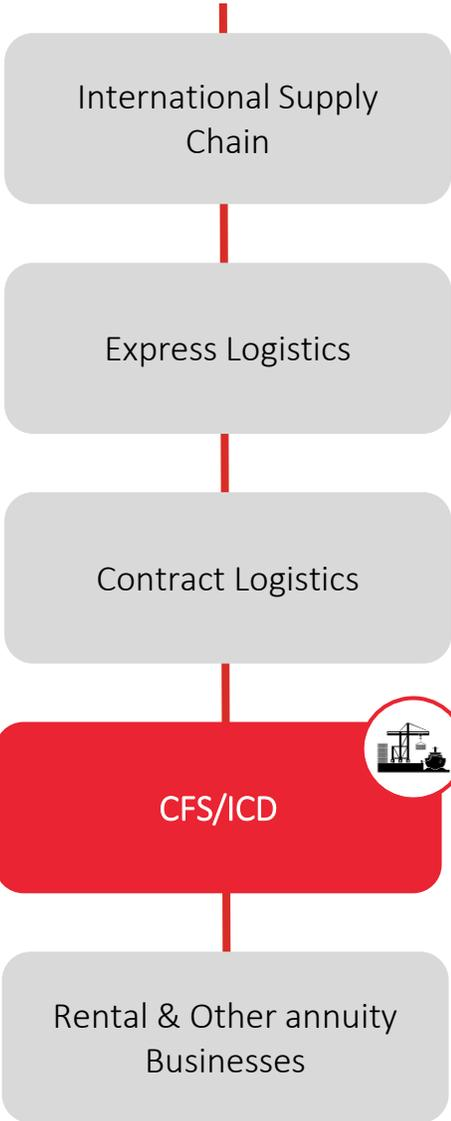 International Supply
Chain
Express Logistics
Contract Logistics
CFS/ICD
Rental & Other annuity
Businesses